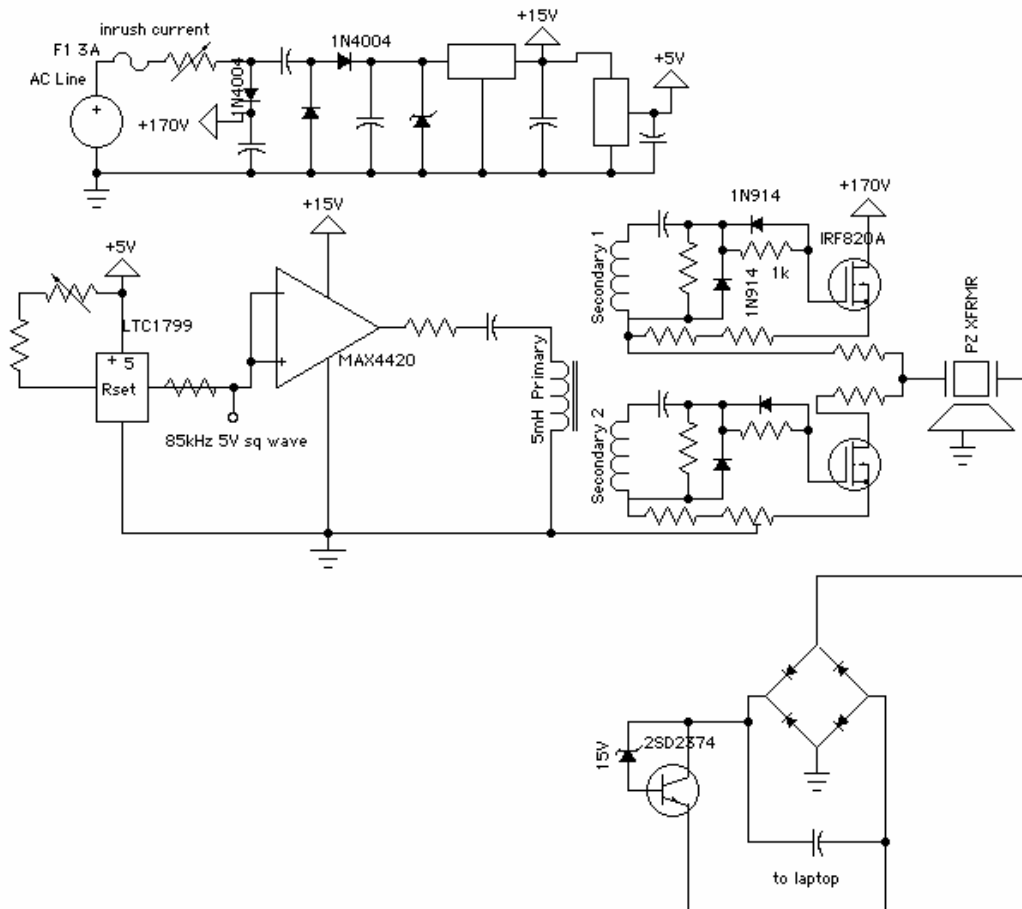 inrush current
F1 3A
AC Line
+
1N4004
+170V
1N4004
+15V
+5V
+15V
+5V
LTC1799
+ 5
Rset
85kHz 5V sq wave
+
MAX4420
5mH Primary
Secondary 1
1N914
1k
1N914
+170V
IRF820A
PZ XFRMR
Secondary 2
15V
2SD2374
to laptop